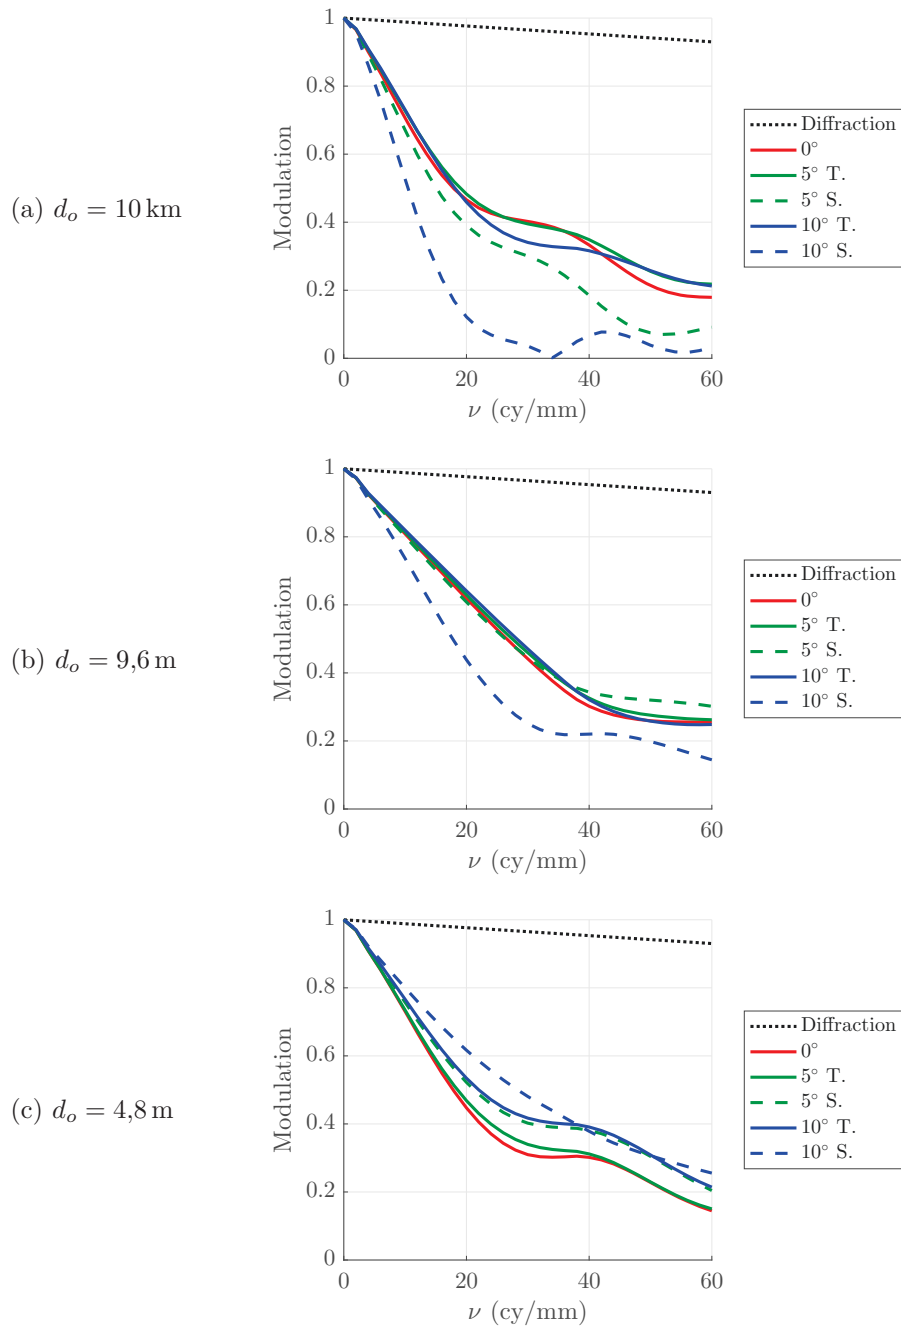 (a) d_o = 10 km
Modulation
1
0.8
0.6
0.4
0.2
0
0
20
40
60
ν (cy/mm)
Diffraction
0°
5° T.
5° S.
10° T.
10° S.
(b) d_o = 9,6 m
Modulation
1
0.8
0.6
0.4
0.2
0
0
20
40
60
ν (cy/mm)
Diffraction
0°
5° T.
5° S.
10° T.
10° S.
(c) d_o = 4,8 m
Modulation
1
0.8
0.6
0.4
0.2
0
0
20
40
60
ν (cy/mm)
Diffraction
0°
5° T.
5° S.
10° T.
10° S.